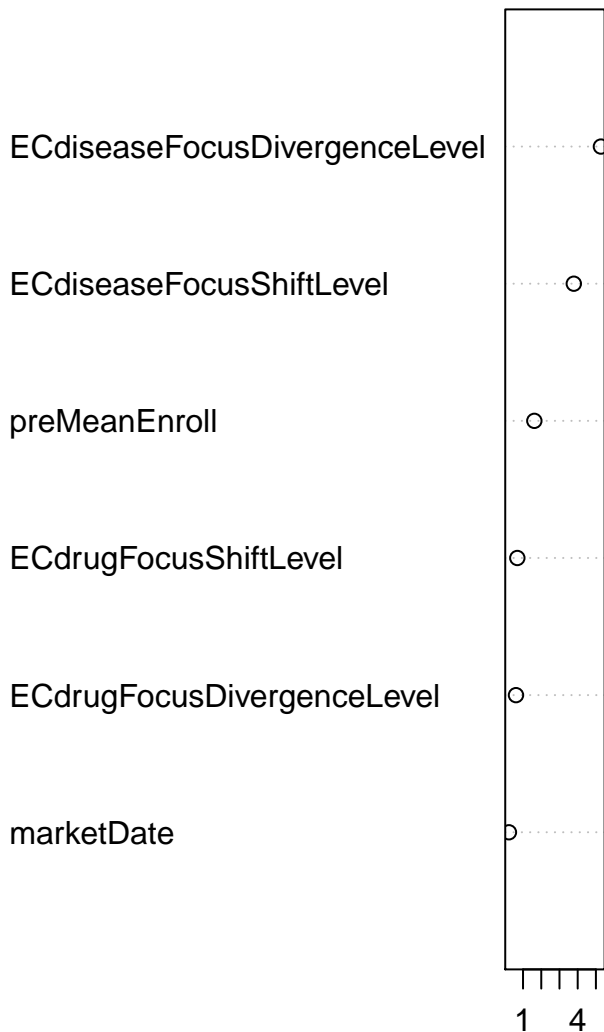 ECdiseaseFocusDivergenceLevel
ECdiseaseFocusShiftLevel
preMeanEnroll
ECdrugFocusShiftLevel
ECdrugFocusDivergenceLevel
marketDate
1 4